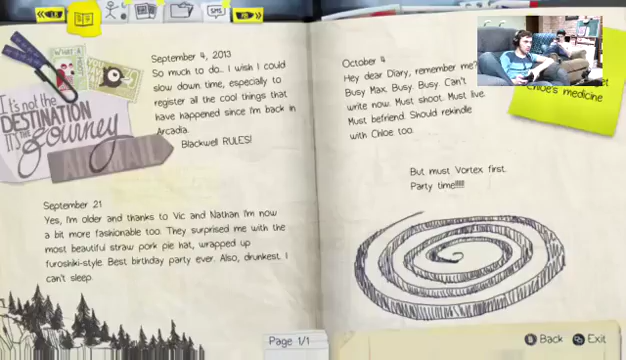 SMS
September 4, 2013
So much to do... I wish I could
slow down time, especially to
register all the cool things that
have happened since I'm back in
Arcadia.
Blackwell RULES!
It's not the
DESTINATION
IT'S THE
Journey
AIR MAIL
September 21
Yes, I'm older and thanks to Vic and Nathan I'm now
a bit more fashionable too. They surprised me with the
most beautiful straw pork pie hat, wrapped up
furoshiki-style. Best birthday party ever. Also, drunkest. I
can't sleep.
October 4
Hey dear Diary, remember me?
Busy Max. Busy. Busy. Can't
write now. Must shoot. Must live.
Must befriend. Should rekindle
with Chloe too.
But must Vortex first.
Party time!!!!!!
Chloe's medicine
Page 1/1
Back
Exit